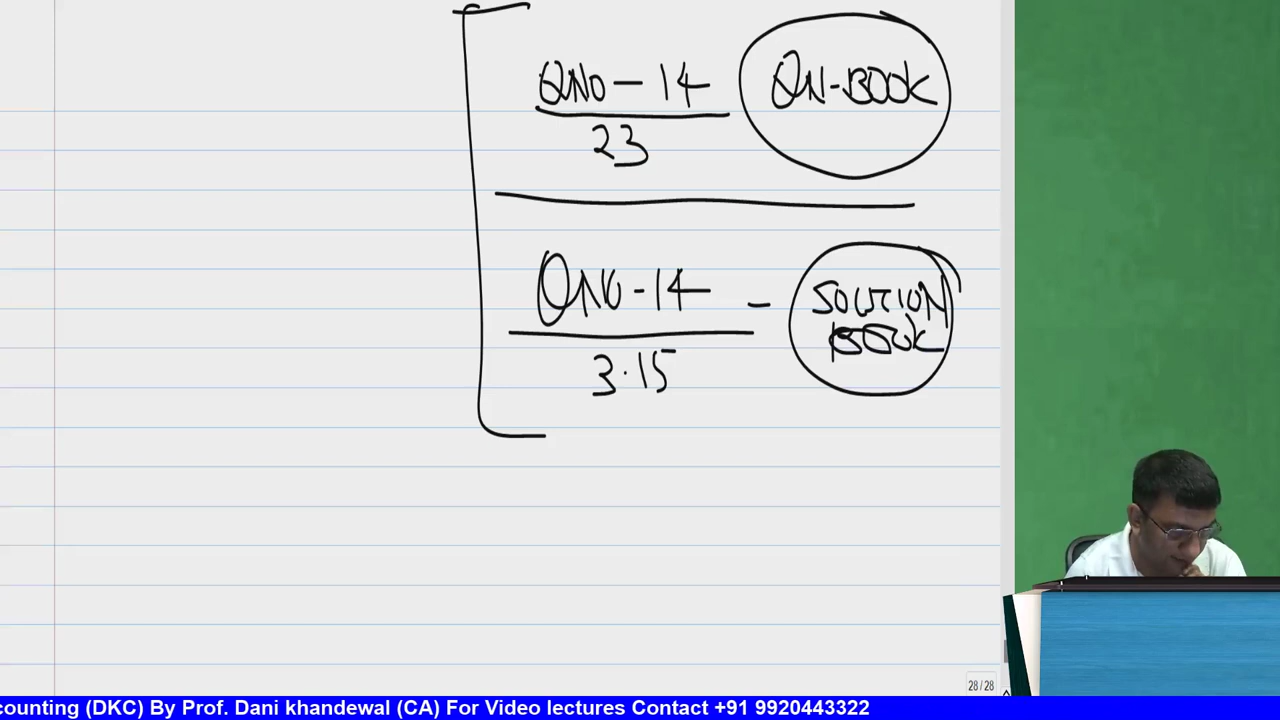 QNO - 14 QN-BOOK
23
QNO - 14 - SOLUTION
BOOK
3.15
28 / 28
counting (DKC) By Prof. Dani khandewal (CA) For Video lectures Contact +91 9920443322